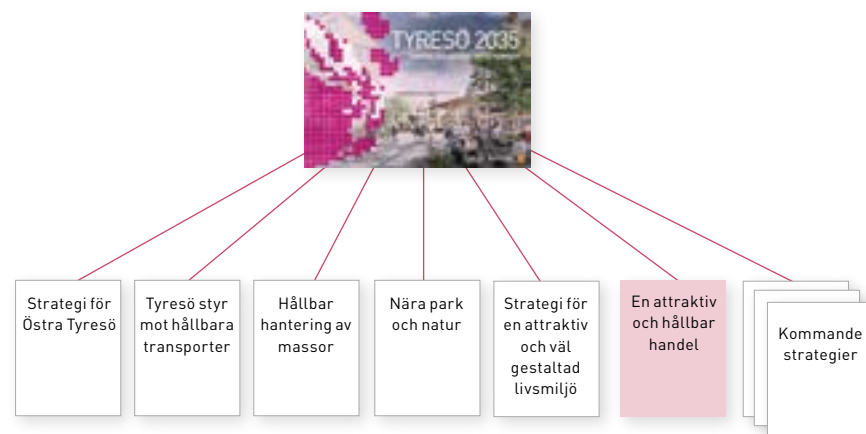 TYRESÖ 2035
Strategi för
Östra Tyresö
Tyresö styr
mot hållbara
transporter
Hållbar
hantering av
massor
Nära park
och natur
Strategi för
en attraktiv
och väl
gestaltad
livsmiljö
En attraktiv
och hållbar
handel
Kommande
strategier